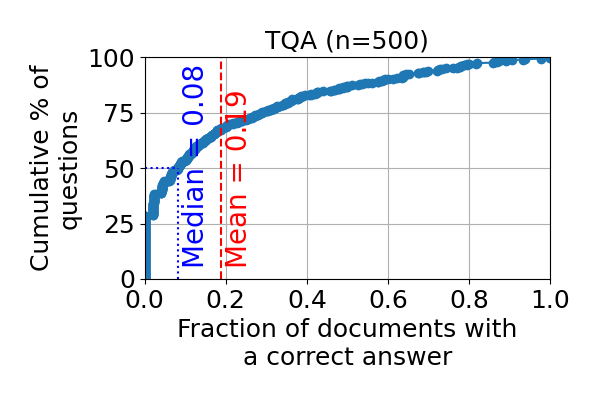 TQA (n=500)
Cumulative % of
questions
100
75
50
25
0
Median = 0.08
Mean = 0.19
0.0 0.2 0.4 0.6 0.8 1.0
Fraction of documents with
a correct answer